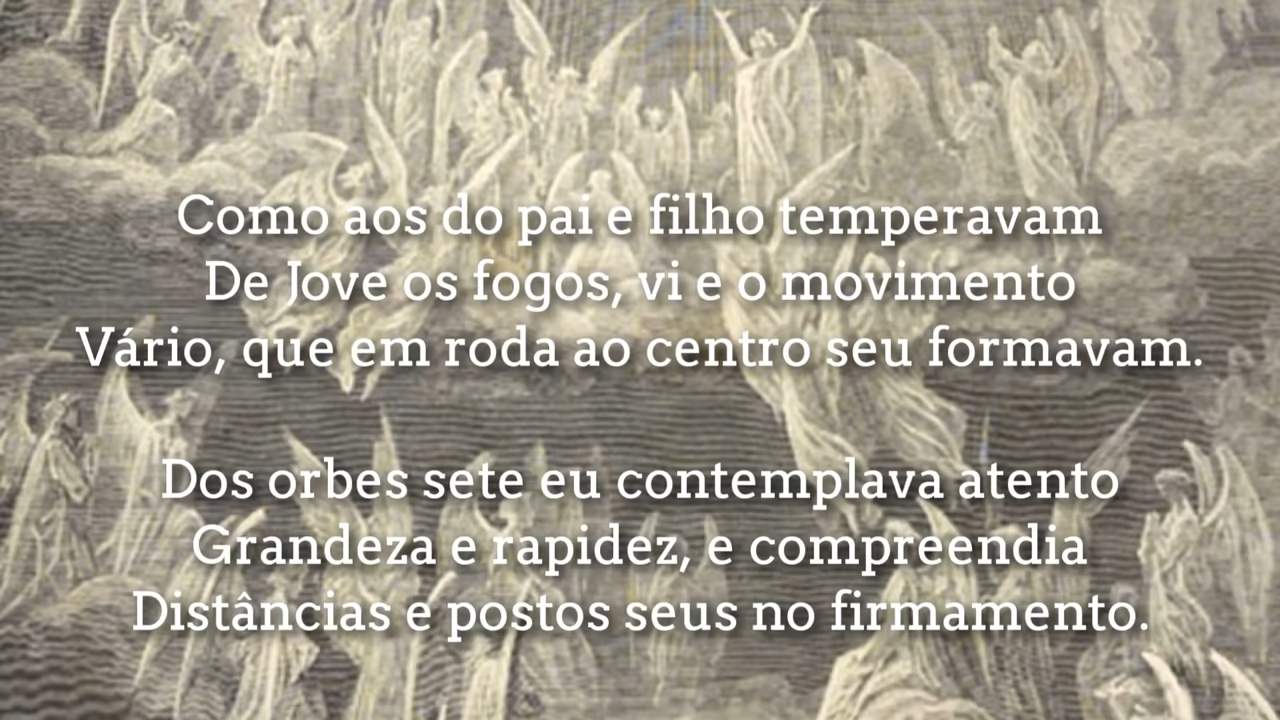 Como aos do pai e filho temperavam
De Jove os fogos, vi e o movimento
Vário, que em roda ao centro seu formavam.
Dos orbes sete eu contemplava atento
Grandeza e rapidez, e compreendia
Distâncias e postos seus no firmamento.